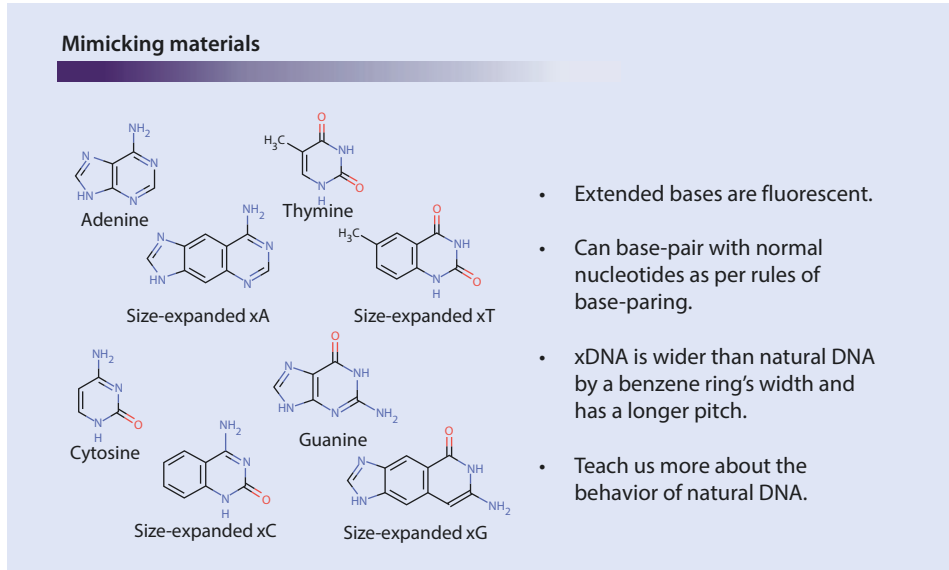 Mimicking materials
NH2
N
N
HN
N
Adenine
O
H3C
NH
N
H
O
Thymine
NH2
N
N
HN
N
Size-expanded xA
O
H3C
NH
N
H
O
Size-expanded xT
NH2
N
N
H
O
Cytosine
O
N
NH
HN
N
NH2
Guanine
NH2
N
N
H
O
Size-expanded xC
O
N
NH
HN
NH2
Size-expanded xG
• Extended bases are fluorescent.
• Can base-pair with normal
nucleotides as per rules of
base-paring.
• xDNA is wider than natural DNA
by a benzene ring's width and
has a longer pitch.
• Teach us more about the
behavior of natural DNA.